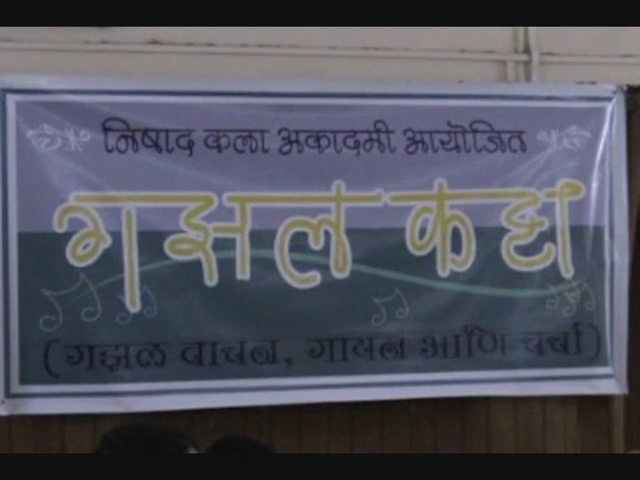 निषाद कला अकादमी आयोजित
गझल कट्टा
(गझल वाचन, गायन आणि चर्चा)